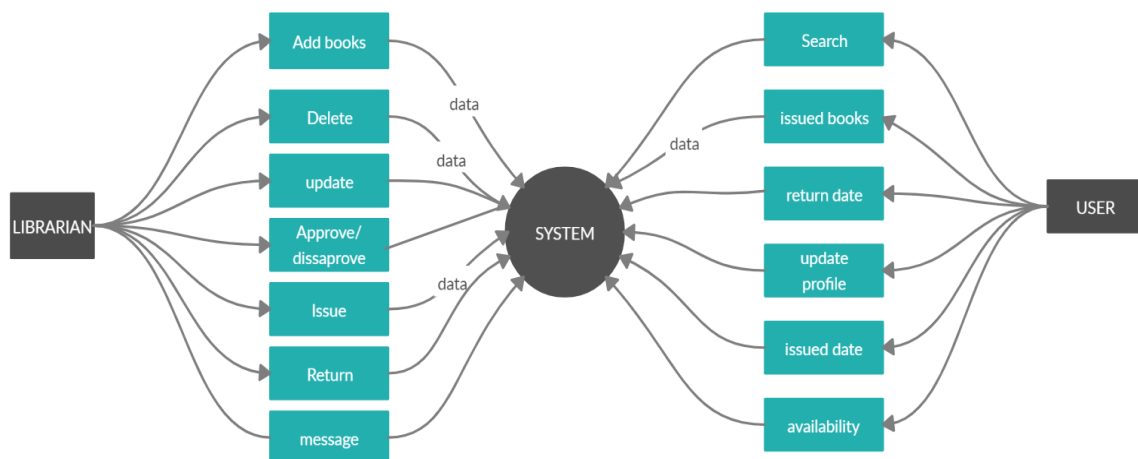 LIBRARIAN
Add books
Delete
update
Approve/
dissaprove
Issue
Return
message
data
data
data
SYSTEM
data
Search
issued books
return date
update
profile
issued date
availability
USER